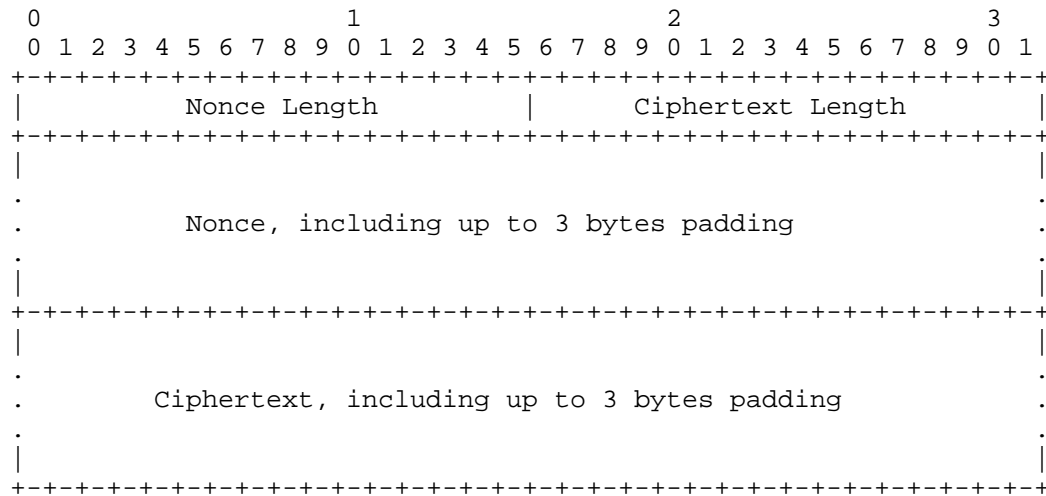 0                   1                   2                   3
 0 1 2 3 4 5 6 7 8 9 0 1 2 3 4 5 6 7 8 9 0 1 2 3 4 5 6 7 8 9 0 1
+-+-+-+-+-+-+-+-+-+-+-+-+-+-+-+-+-+-+-+-+-+-+-+-+-+-+-+-+-+-+-+-+
|          Nonce Length         |      Ciphertext Length        |
+-+-+-+-+-+-+-+-+-+-+-+-+-+-+-+-+-+-+-+-+-+-+-+-+-+-+-+-+-+-+-+-+
|                                                               |
.                                                               .
.          Nonce, including up to 3 bytes padding               .
.                                                               .
|                                                               |
+-+-+-+-+-+-+-+-+-+-+-+-+-+-+-+-+-+-+-+-+-+-+-+-+-+-+-+-+-+-+-+-+
|                                                               |
.                                                               .
.        Ciphertext, including up to 3 bytes padding            .
.                                                               .
|                                                               |
+-+-+-+-+-+-+-+-+-+-+-+-+-+-+-+-+-+-+-+-+-+-+-+-+-+-+-+-+-+-+-+-+